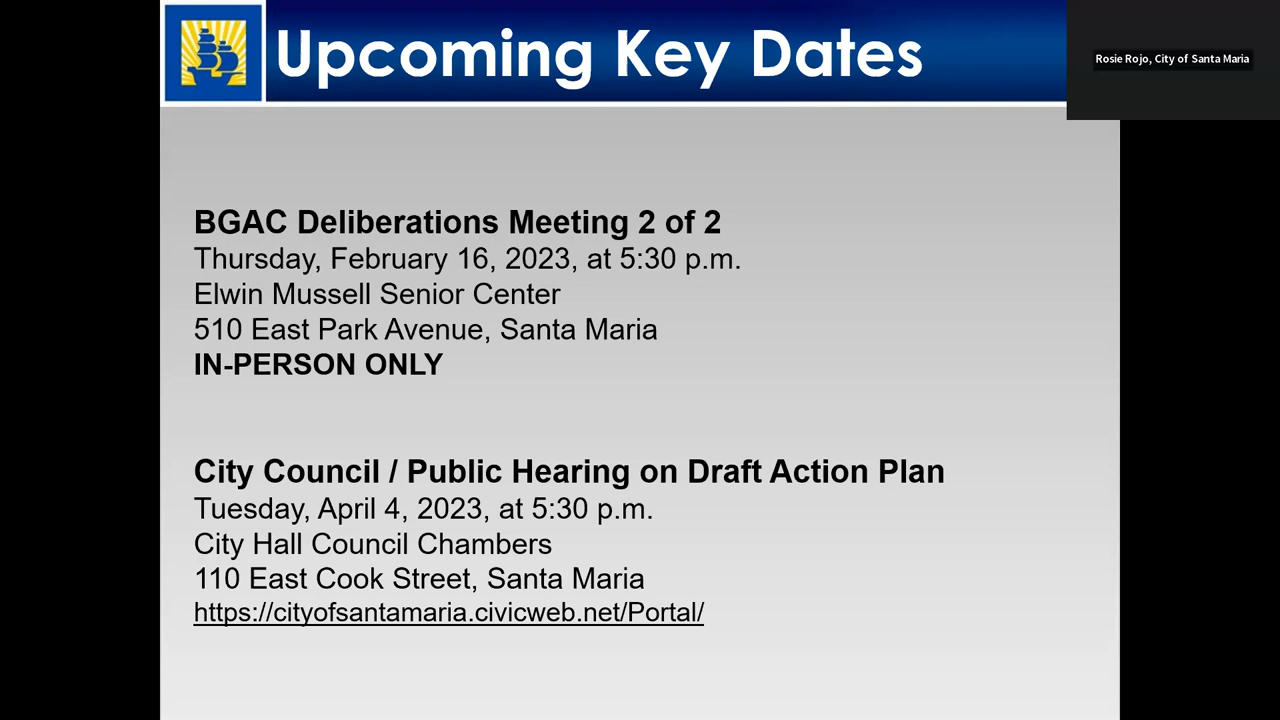 Upcoming Key Dates
Rosie Rojo, City of Santa Maria
BGAC Deliberations Meeting 2 of 2
Thursday, February 16, 2023, at 5:30 p.m.
Elwin Mussell Senior Center
510 East Park Avenue, Santa Maria
IN-PERSON ONLY
City Council / Public Hearing on Draft Action Plan
Tuesday, April 4, 2023, at 5:30 p.m.
City Hall Council Chambers
110 East Cook Street, Santa Maria
https://cityofsantamaria.civicweb.net/Portal/